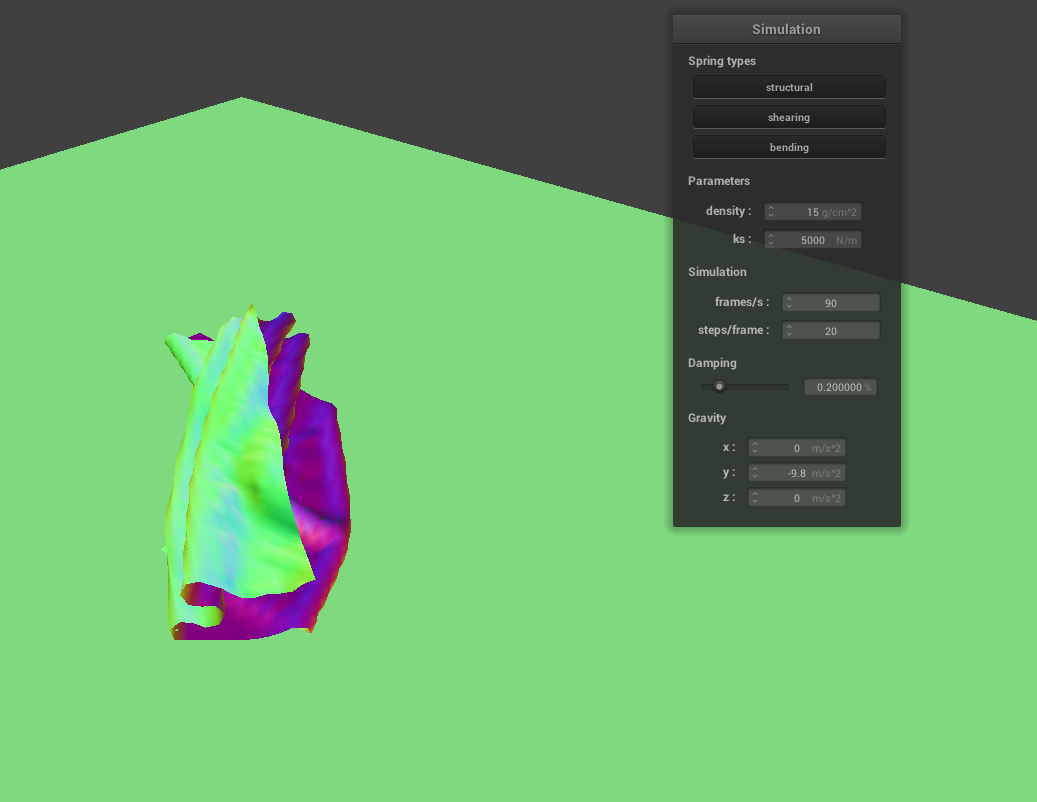 Simulation
Spring types
structural
shearing
bending
Parameters
density : 15 g/cm^2
ks : 5000 N/m
Simulation
frames/s : 90
steps/frame : 20
Damping
0.200000 %
Gravity
x : 0 m/s^2
y : -9.8 m/s^2
z : 0 m/s^2